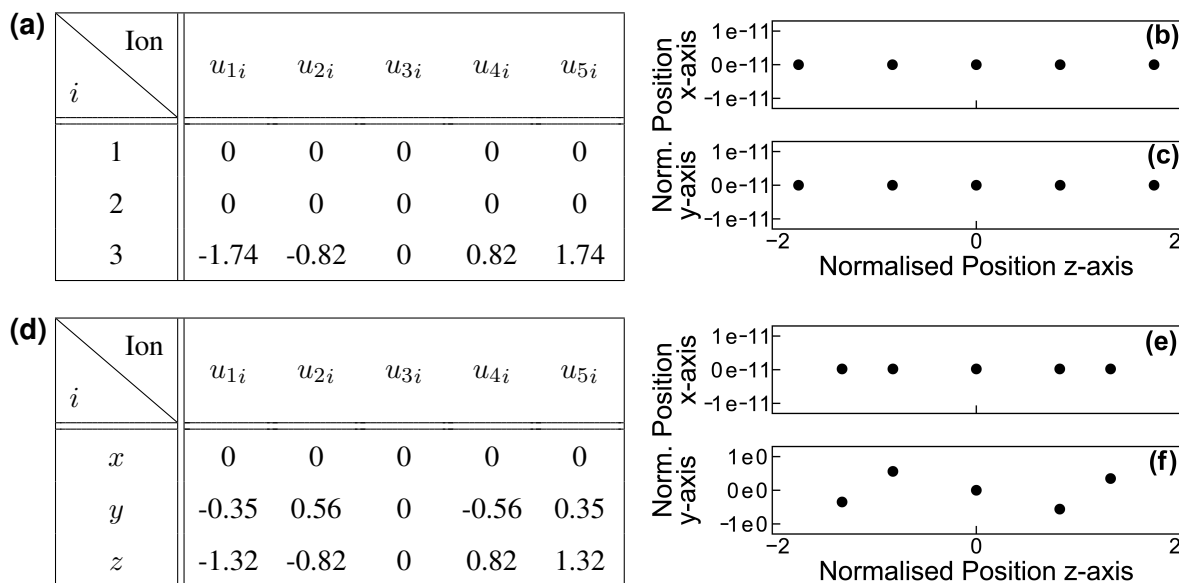 (a)
Ion
i
u1i u2i u3i u4i u5i
1 0 0 0 0 0
2 0 0 0 0 0
3 -1.74 -0.82 0 0.82 1.74
Norm. Position
x-axis
1e-11
0e-11
-1e-11
(b)
y-axis
1e-11
0e-11
-1e-11
(c)
-2 0 2
Normalised Position z-axis
(d)
Ion
i
u1i u2i u3i u4i u5i
x 0 0 0 0 0
y -0.35 0.56 0 -0.56 0.35
z -1.32 -0.82 0 0.82 1.32
Norm. Position
x-axis
1e-11
0e-11
-1e-11
(e)
y-axis
1e0
0e0
-1e0
(f)
-2 0 2
Normalised Position z-axis